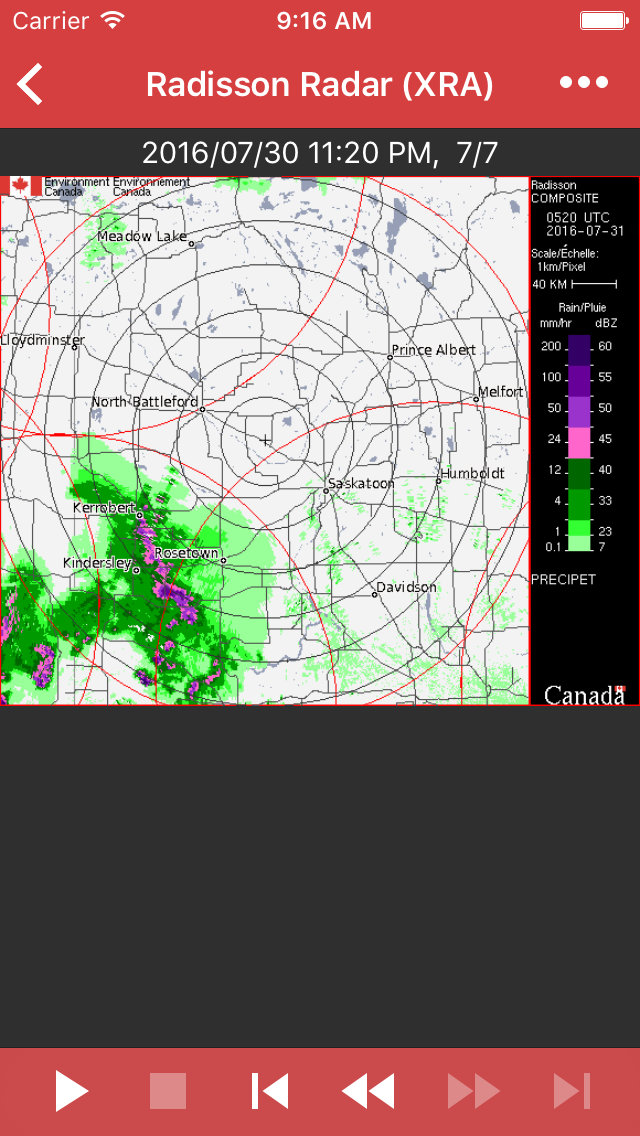 Carrier 9:16 AM
Radisson Radar (XRA)
2016/07/30 11:20 PM, 7/7
Environment Environnement
Canada Canada
Radisson
COMPOSITE
0520 UTC
2016-07-31
Scale/Échelle:
1km/Pixel
40 KM
Rain/Pluie
mm/hr dBZ
200 60
100 55
50 50
24 45
12 40
4 33
1 23
0.1 7
PRECIPET
Canada
Meadow Lake
Lloydminster
Prince Albert
North Battleford
Melfort
Humboldt
Saskatoon
Kerrobert
Rosetown
Kindersley
Davidson